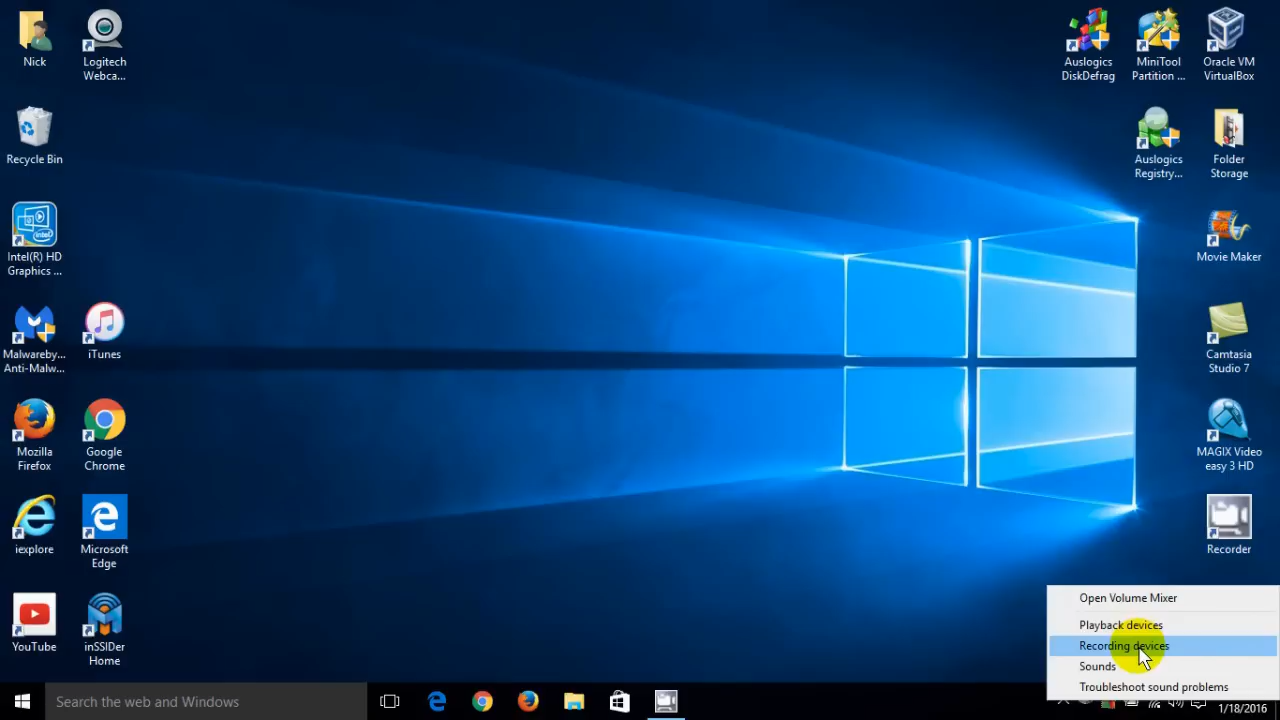 Nick
Logitech
Webca...
Recycle Bin
Intel(R) HD
Graphics ...
intel
Malwareby...
Anti-Malw...
iTunes
Mozilla
Firefox
Google
Chrome
iexplore
Microsoft
Edge
YouTube
inSSIDer
Home
Auslogics
DiskDefrag
MiniTool
Partition ...
Oracle VM
VirtualBox
Auslogics
Registry...
Folder
Storage
Movie Maker
Camtasia
Studio 7
MAGIX Video
easy 3 HD
Recorder
Open Volume Mixer
Playback devices
Recording devices
Sounds
Troubleshoot sound problems
Search the web and Windows
1/18/2016